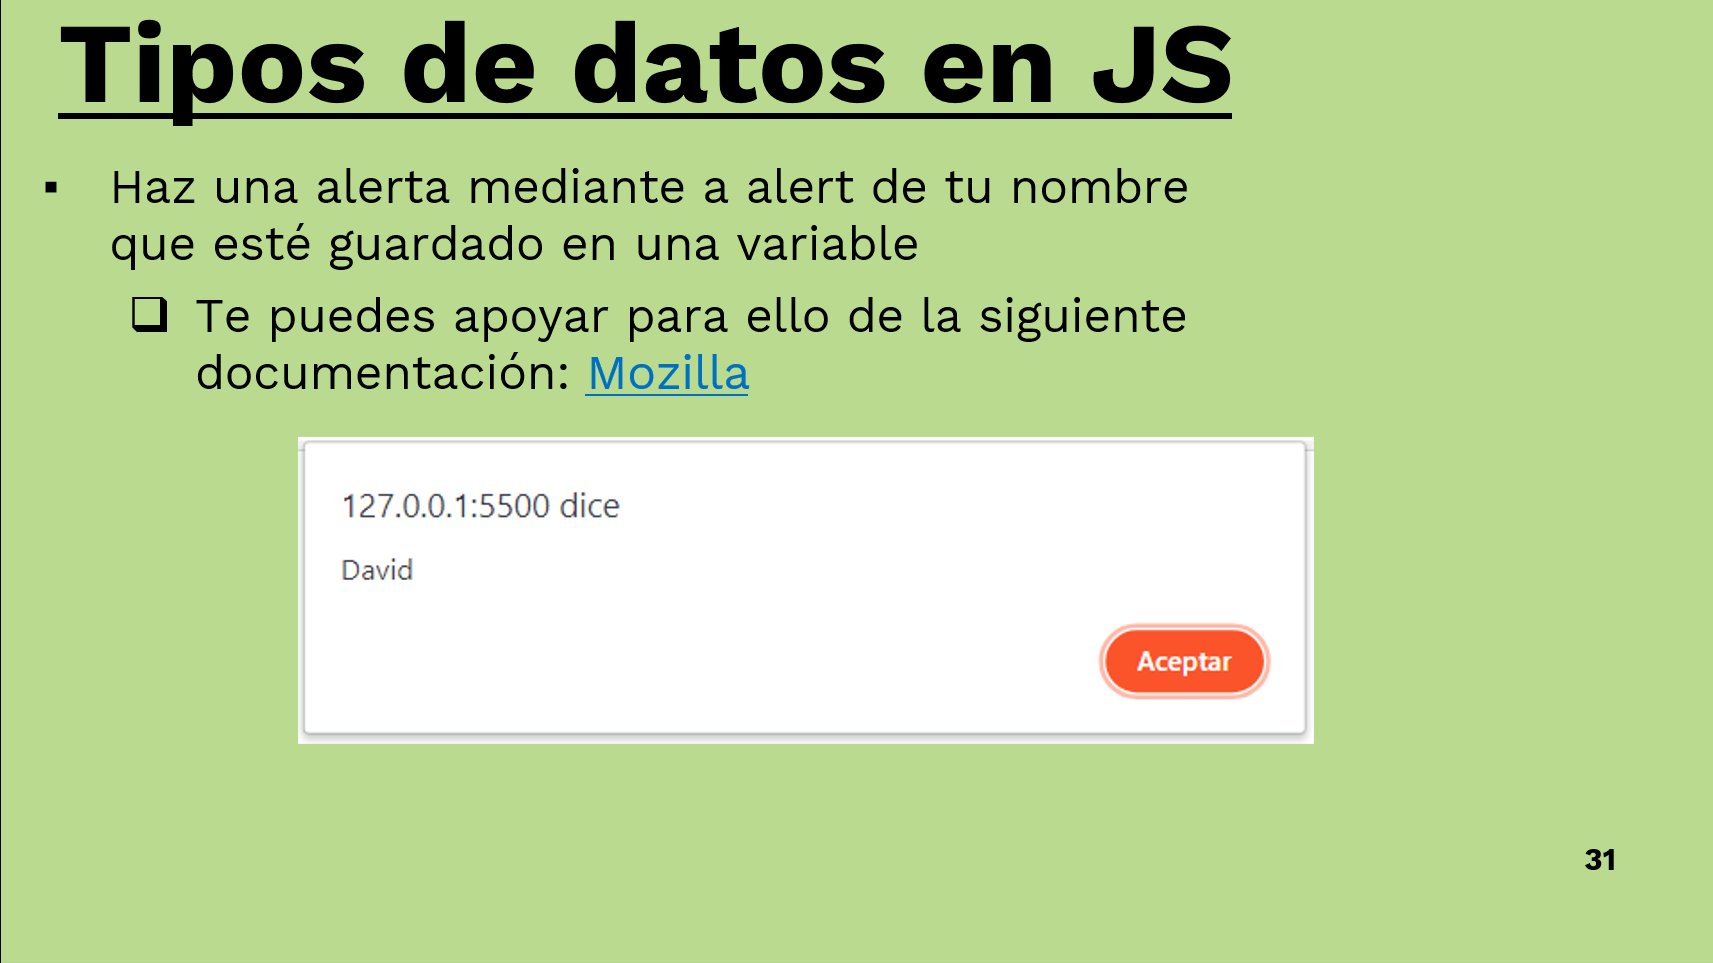 Tipos de datos en JS
Haz una alerta mediante a alert de tu nombre
que esté guardado en una variable
Te puedes apoyar para ello de la siguiente
documentación: Mozilla
127.0.0.1:5500 dice
David
Aceptar
31